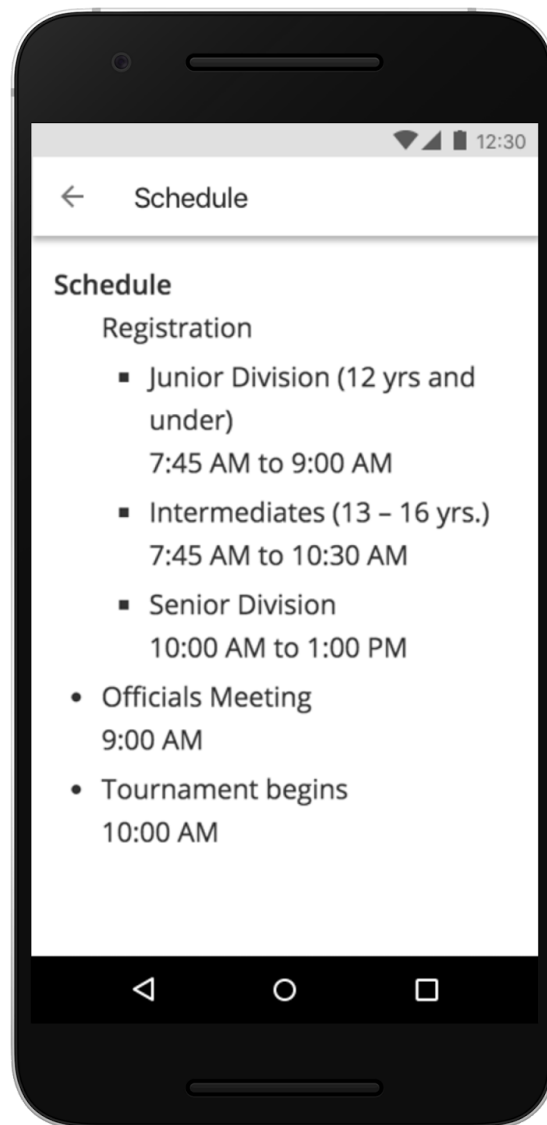 12:30
Schedule
Schedule
Registration
▪ Junior Division (12 yrs and
under)
7:45 AM to 9:00 AM
▪ Intermediates (13 – 16 yrs.)
7:45 AM to 10:30 AM
▪ Senior Division
10:00 AM to 1:00 PM
• Officials Meeting
9:00 AM
• Tournament begins
10:00 AM